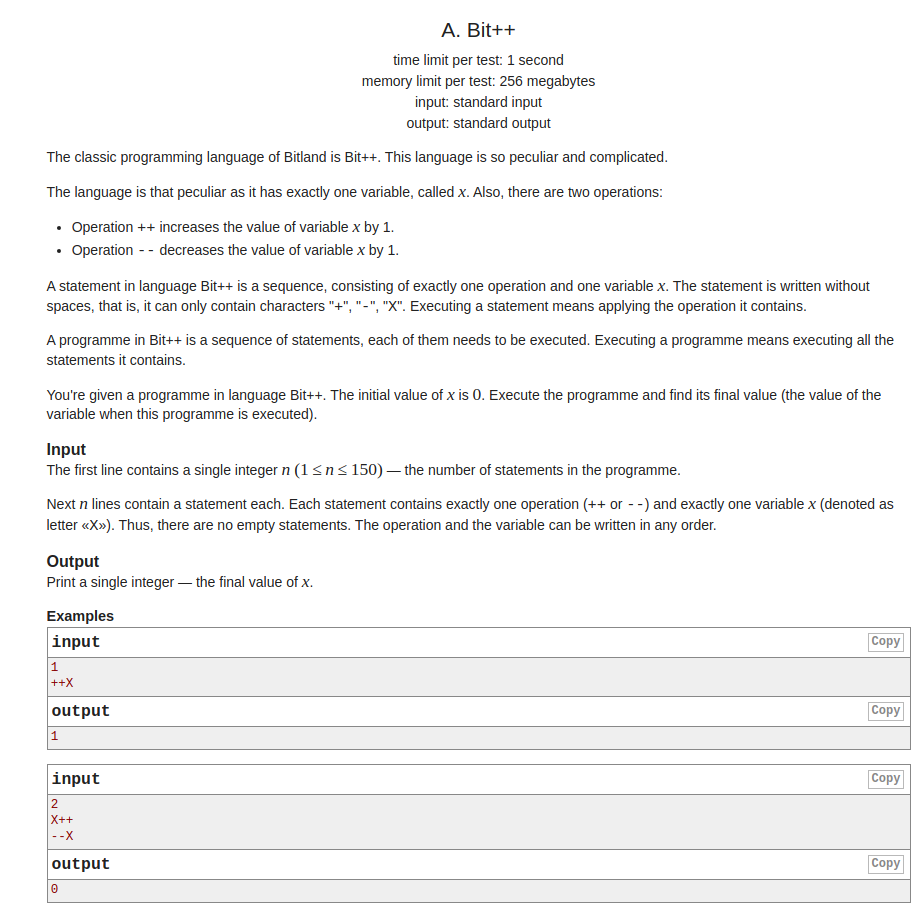 A. Bit++
time limit per test: 1 second
memory limit per test: 256 megabytes
input: standard input
output: standard output
The classic programming language of Bitland is Bit++. This language is so peculiar and complicated.
The language is that peculiar as it has exactly one variable, called x. Also, there are two operations:
• Operation ++ increases the value of variable x by 1.
• Operation -- decreases the value of variable x by 1.
A statement in language Bit++ is a sequence, consisting of exactly one operation and one variable x. The statement is written without
spaces, that is, it can only contain characters "+", "-", "X". Executing a statement means applying the operation it contains.
A programme in Bit++ is a sequence of statements, each of them needs to be executed. Executing a programme means executing all the
statements it contains.
You're given a programme in language Bit++. The initial value of x is 0. Execute the programme and find its final value (the value of the
variable when this programme is executed).
Input
The first line contains a single integer n (1 ≤ n ≤ 150) — the number of statements in the programme.
Next n lines contain a statement each. Each statement contains exactly one operation (++ or --) and exactly one variable x (denoted as
letter «X»). Thus, there are no empty statements. The operation and the variable can be written in any order.
Output
Print a single integer — the final value of x.
Examples
input Copy
1
++X
output Copy
1
input Copy
2
X++
--X
output Copy
0